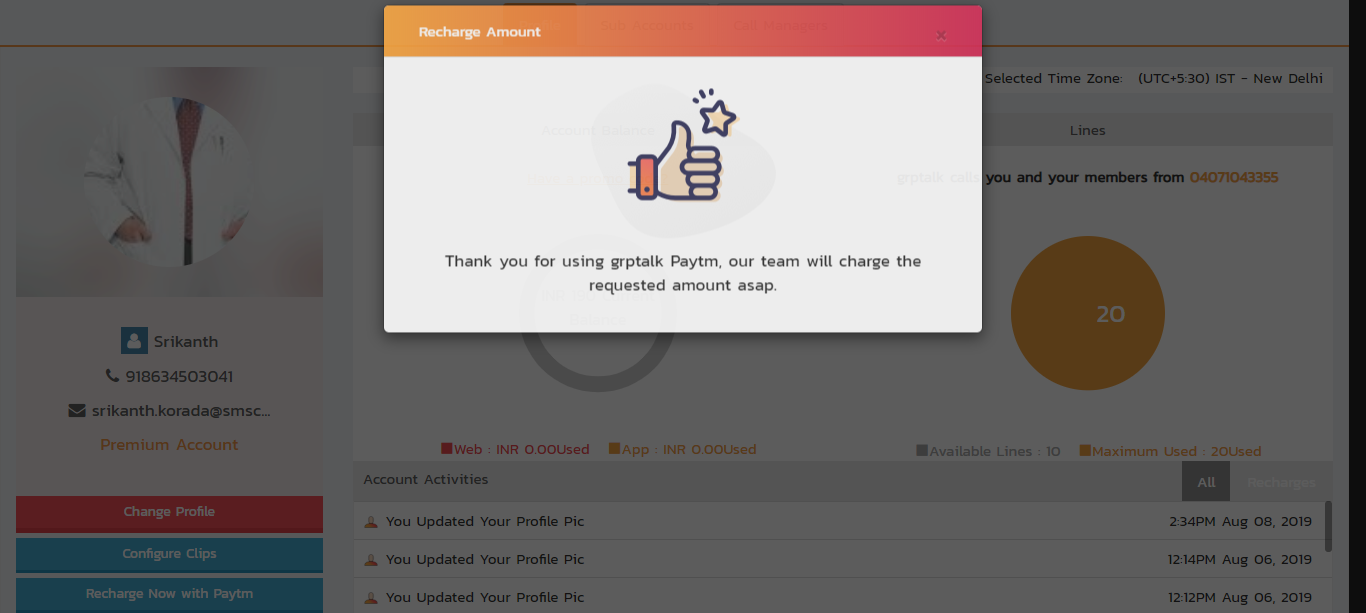 Sub Accounts
Call Managers
Recharge Amount
×
Selected Time Zone: (UTC+5:30) IST - New Delhi
Account Balance
Lines
grptalk calls you and your members from 04071043355
20
Thank you for using grptalk Paytm, our team will charge the
requested amount asap.
Srikanth
918634503041
srikanth.korada@smsc...
Premium Account
Web : INR 0.00Used
App : INR 0.00Used
Available Lines : 10
Maximum Used : 20Used
Account Activities
All
Recharges
Change Profile
You Updated Your Profile Pic
2:34PM Aug 08, 2019
Configure Clips
You Updated Your Profile Pic
12:14PM Aug 06, 2019
Recharge Now with Paytm
You Updated Your Profile Pic
12:12PM Aug 06, 2019